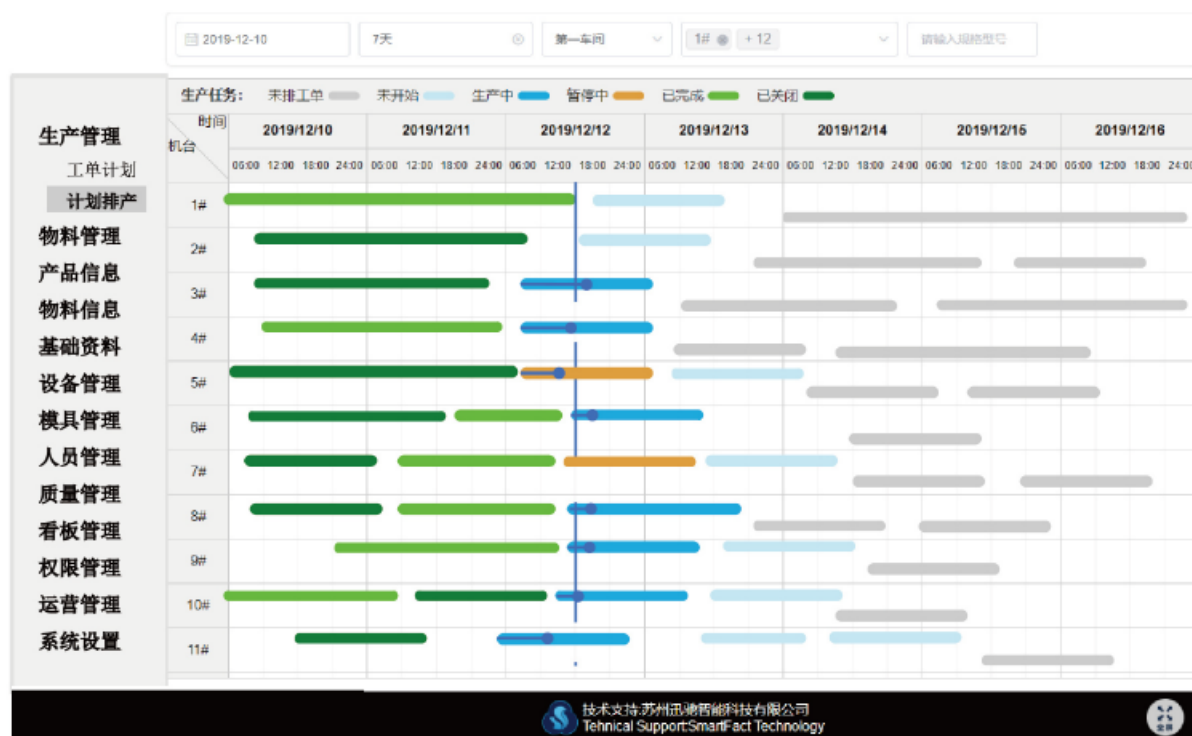 2019-12-10 7天 第一车间 1# + 12 请输入规格型号
生产任务: 未排工单 未开始 生产中 暂停中 已完成 已关闭
时间
机台
2019/12/10 2019/12/11 2019/12/12 2019/12/13 2019/12/14 2019/12/15 2019/12/16
06:00 12:00 18:00 24:00 06:00 12:00 18:00 24:00 06:00 12:00 18:00 24:00 06:00 12:00 18:00 24:00 06:00 12:00 18:00 24:00 06:00 12:00 18:00 24:00 06:00 12:00 18:00 24:00
1#
2#
3#
4#
5#
6#
7#
8#
9#
10#
11#
生产管理
工单计划
计划排产
物料管理
产品信息
物料信息
基础资料
设备管理
模具管理
人员管理
质量管理
看板管理
权限管理
运营管理
系统设置
技术支持:苏州迅驰智能科技有限公司
Tehnical Support:SmartFact Technology
全屏